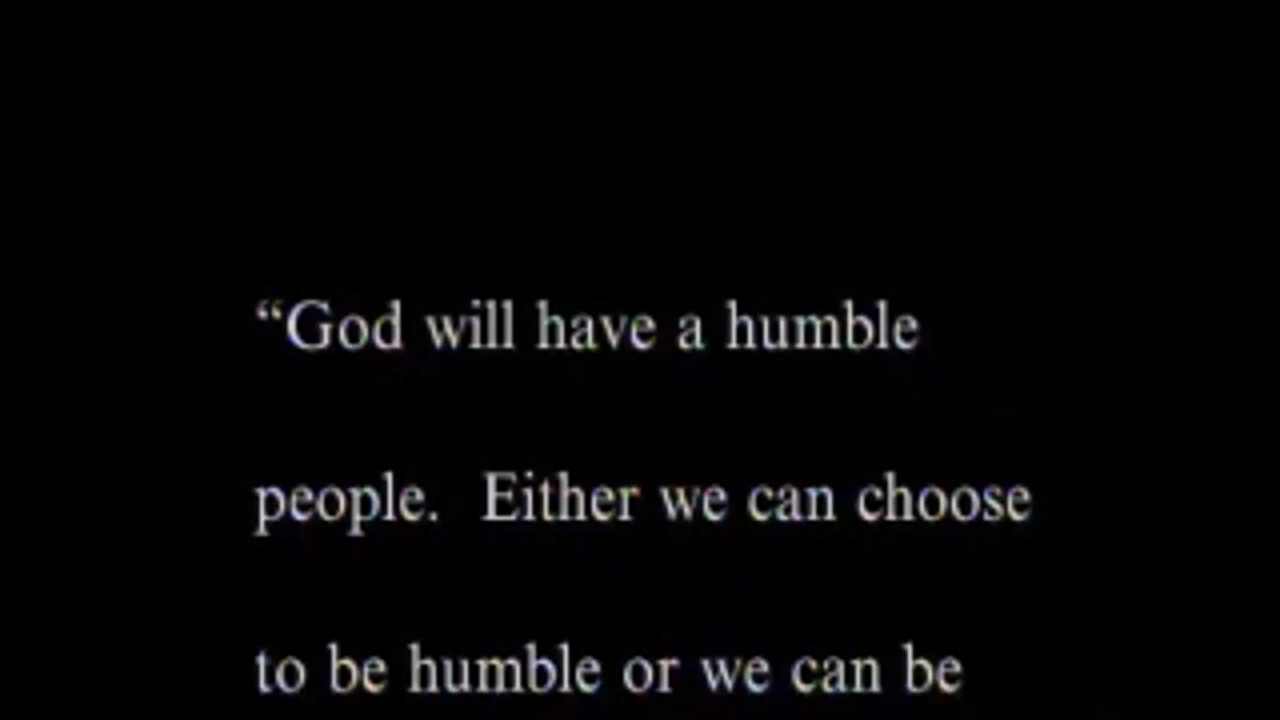 “God will have a humble
people.  Either we can choose
to be humble or we can be